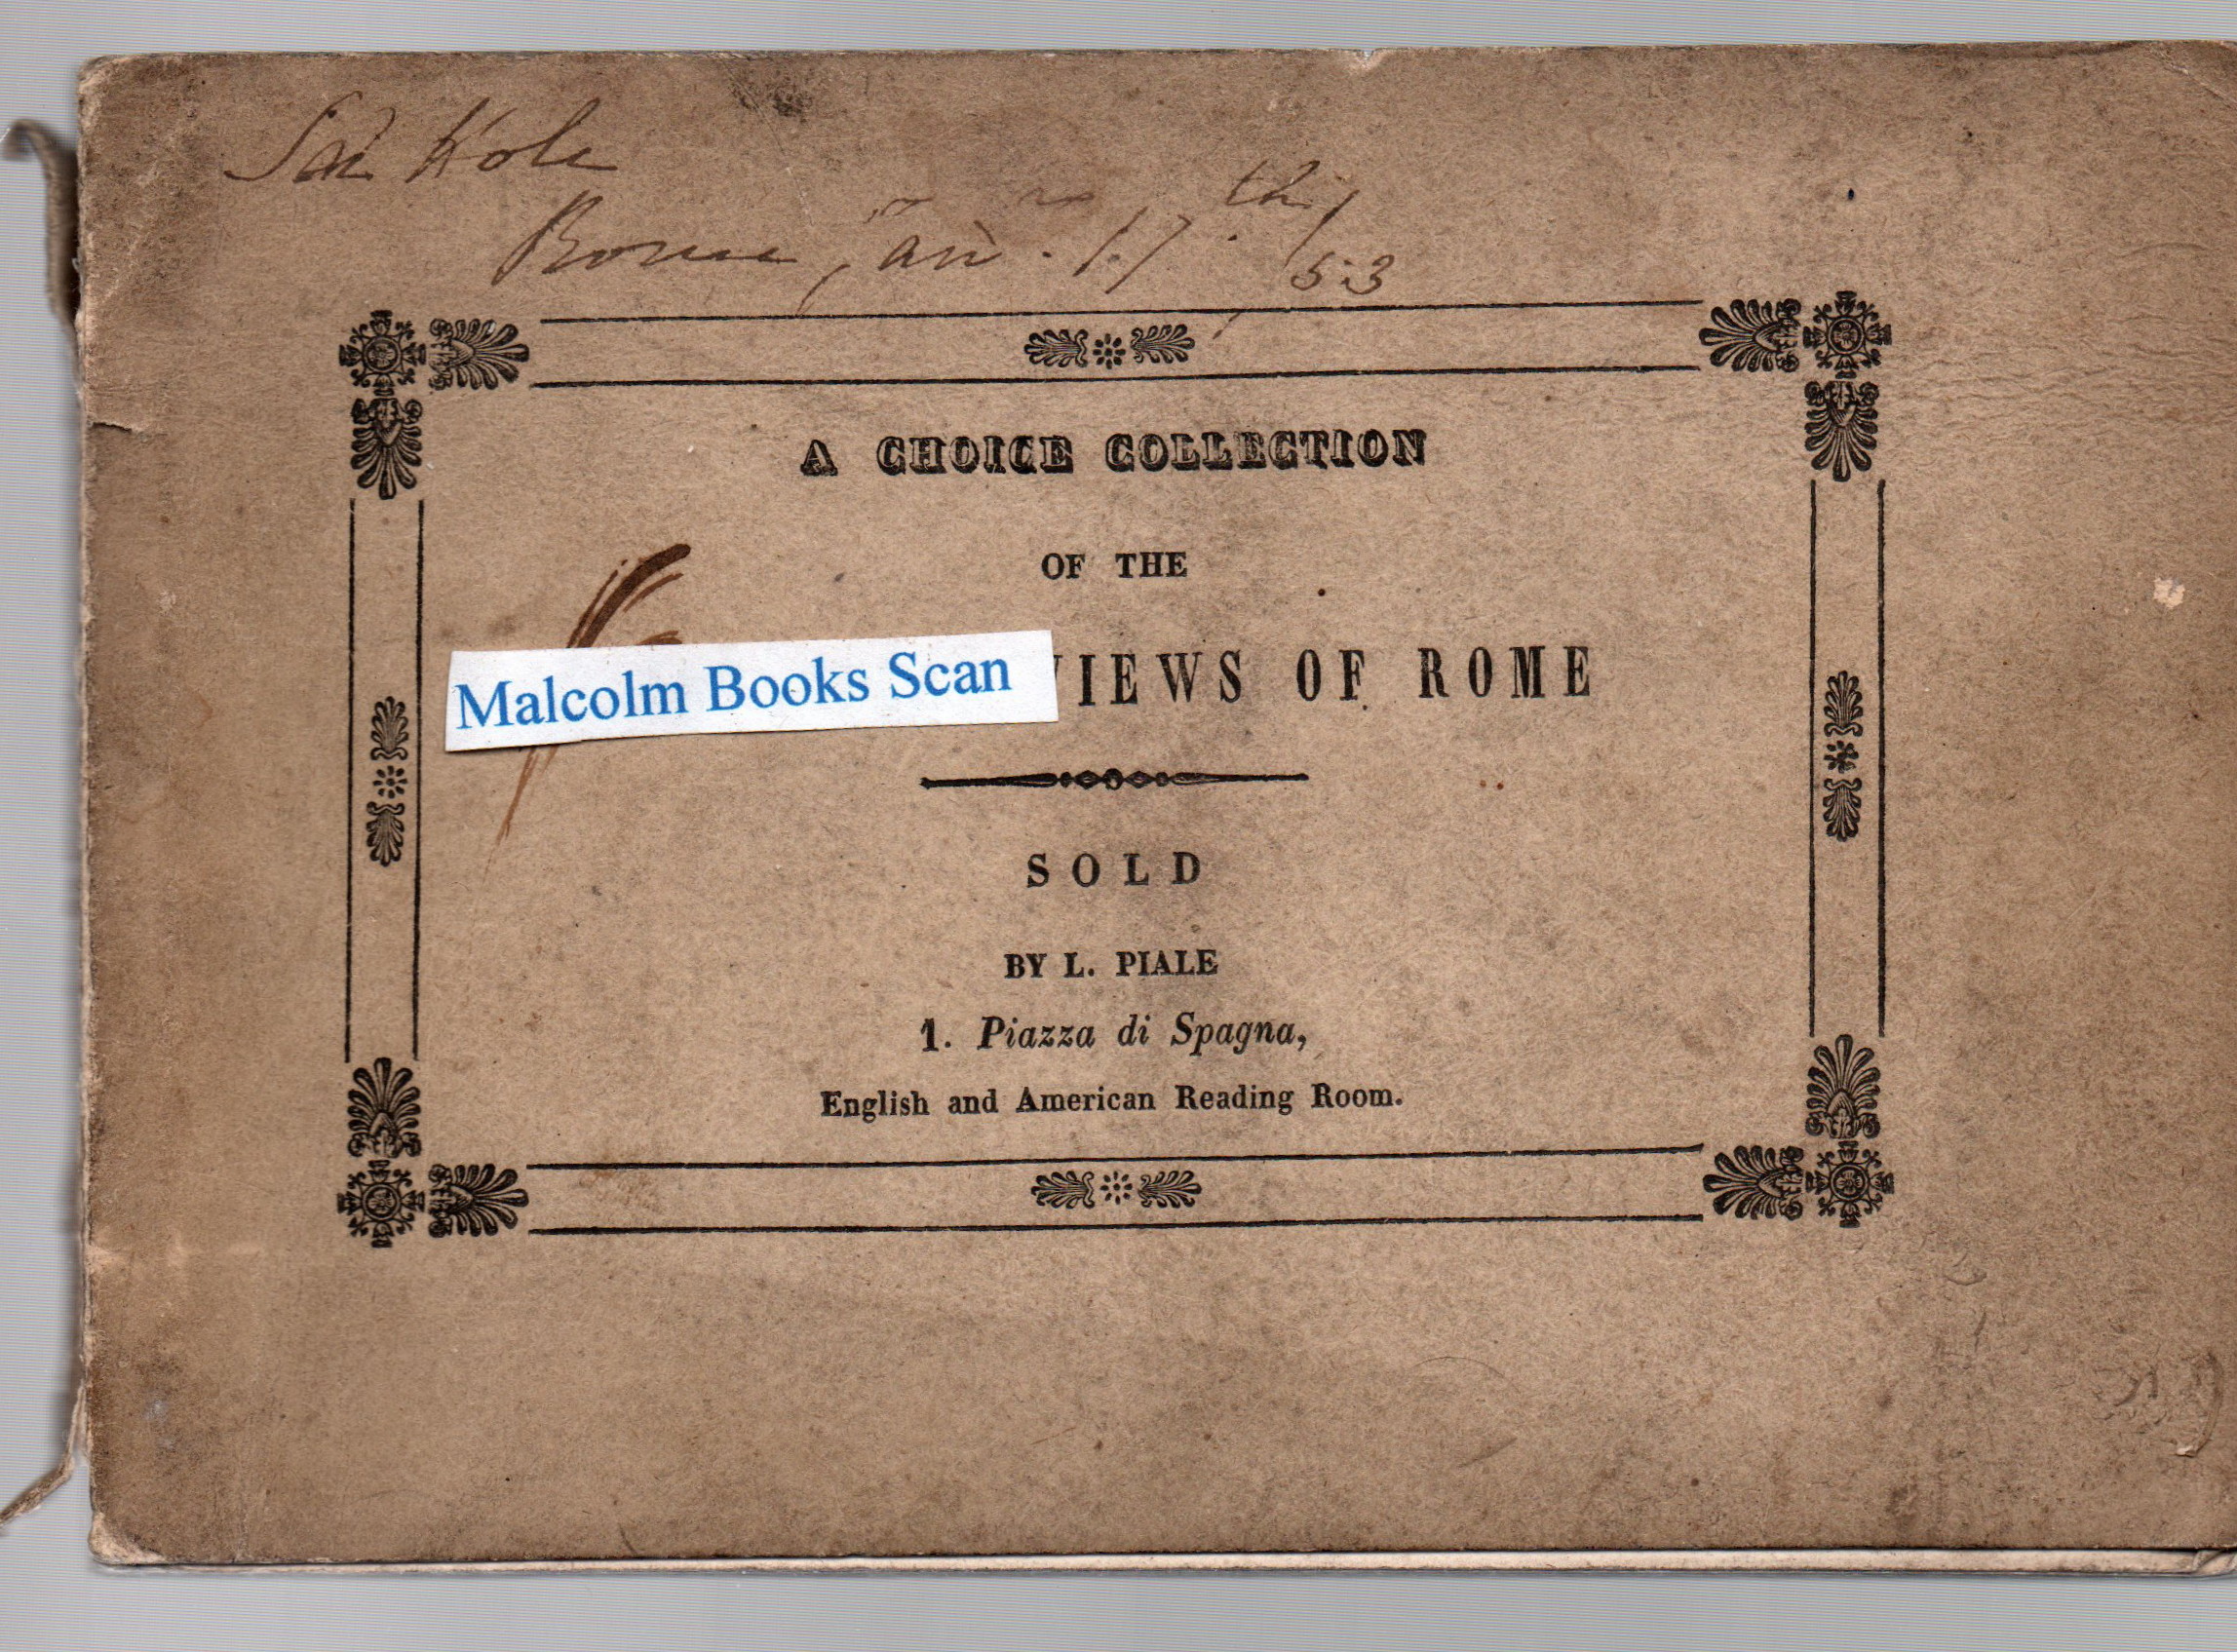 Rome, Jan. 17th / 53
A CHOICE COLLECTION
OF THE
VIEWS OF ROME
Malcolm Books Scan
SOLD
BY L. PIALE
1. Piazza di Spagna,
English and American Reading Room.